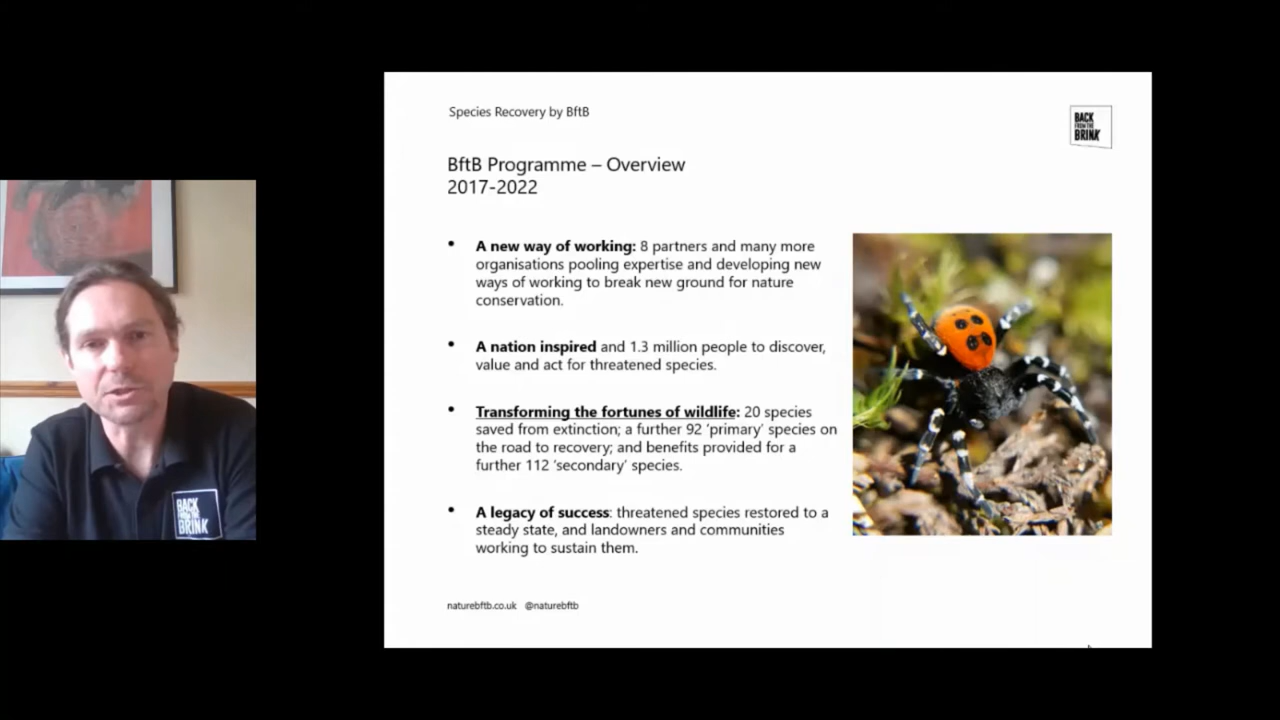 Species Recovery by BftB
BACK
FROM THE
BRINK
BftB Programme – Overview
2017-2022
• A new way of working: 8 partners and many more
organisations pooling expertise and developing new
ways of working to break new ground for nature
conservation.
• A nation inspired and 1.3 million people to discover,
value and act for threatened species.
• Transforming the fortunes of wildlife: 20 species
saved from extinction; a further 92 ‘primary’ species on
the road to recovery; and benefits provided for a
further 112 ‘secondary’ species.
• A legacy of success: threatened species restored to a
steady state, and landowners and communities
working to sustain them.
naturebftb.co.uk @naturebftb
BACK
FROM THE
BRINK